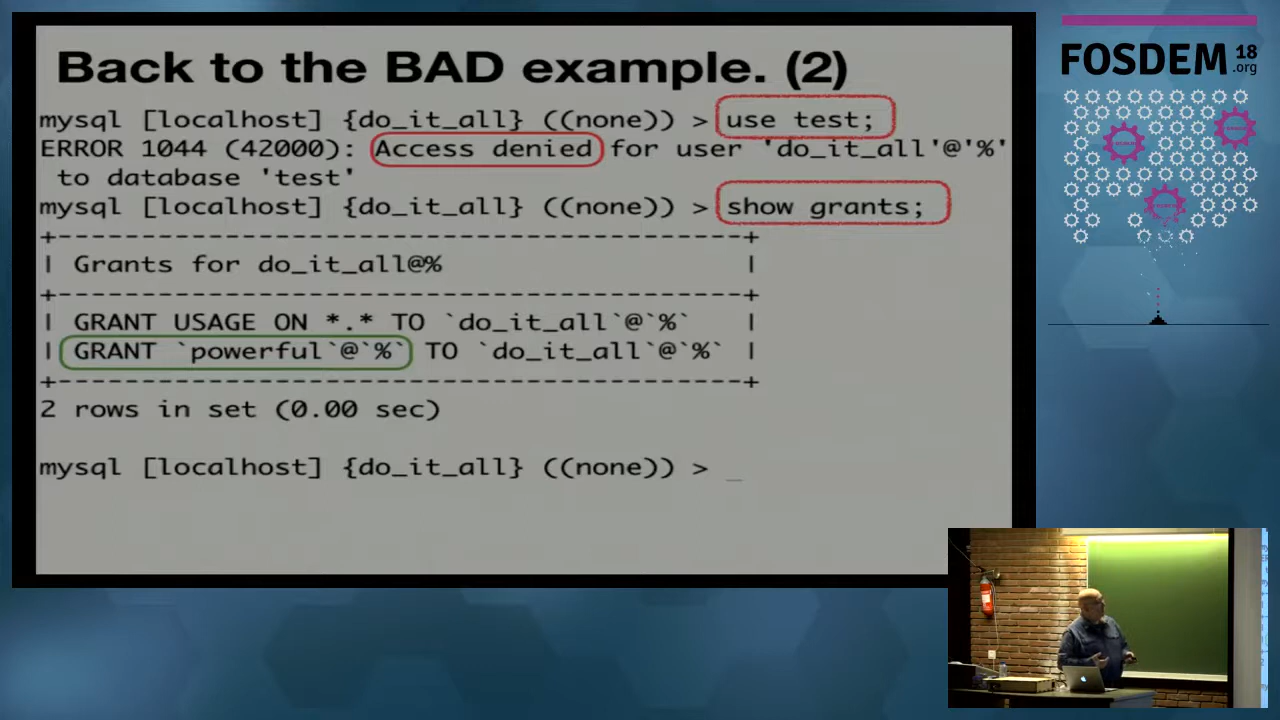 Back to the BAD example. (2)
mysql [localhost] {do_it_all} ((none)) > use test;
ERROR 1044 (42000): Access denied for user 'do_it_all'@'%'
to database 'test'
mysql [localhost] {do_it_all} ((none)) > show grants;
+-----------------------------------------+
| Grants for do_it_all@% |
+-----------------------------------------+
| GRANT USAGE ON *.* TO `do_it_all`@`%` |
| GRANT `powerful`@`%` TO `do_it_all`@`%` |
+-----------------------------------------+
2 rows in set (0.00 sec)
mysql [localhost] {do_it_all} ((none)) > _
FOSDEM 18
.org